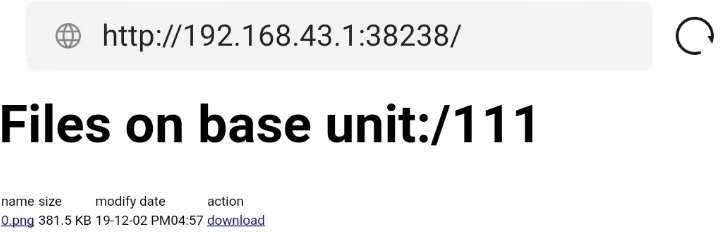 http://192.168.43.1:38238/
Files on base unit:/111
name size modify date action
0.png 381.5 KB 19-12-02 PM04:57 download